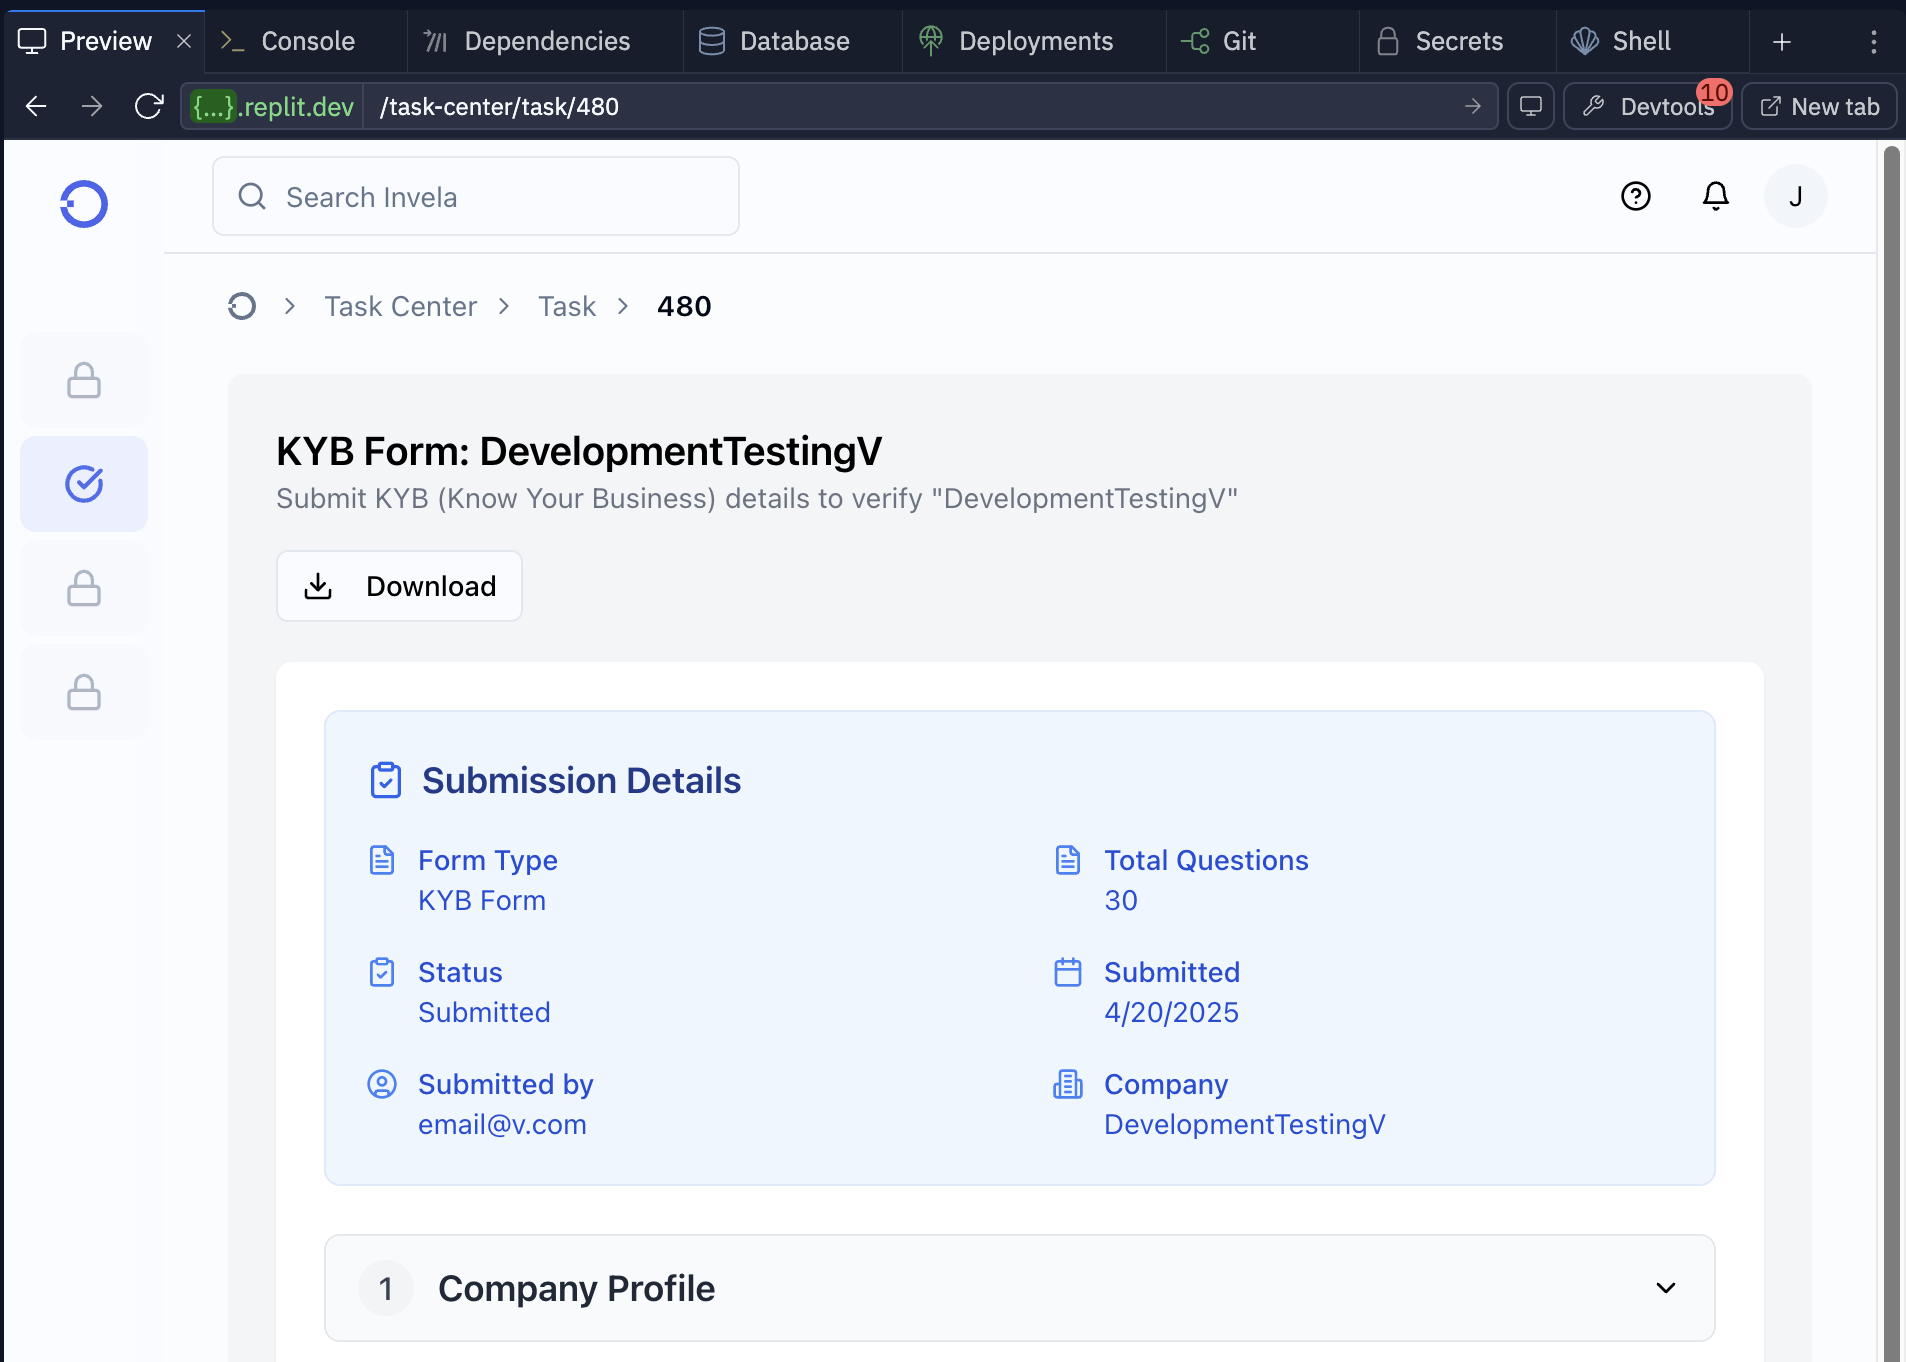 Preview
Console
Dependencies
Database
Deployments
Git
Secrets
Shell
{...}.replit.dev /task-center/task/480
Devtools
10
New tab
Search Invela
J
Task Center
Task
480
KYB Form: DevelopmentTestingV
Submit KYB (Know Your Business) details to verify "DevelopmentTestingV"
Download
Submission Details
Form Type
KYB Form
Total Questions
30
Status
Submitted
Submitted
4/20/2025
Submitted by
email@v.com
Company
DevelopmentTestingV
1 Company Profile